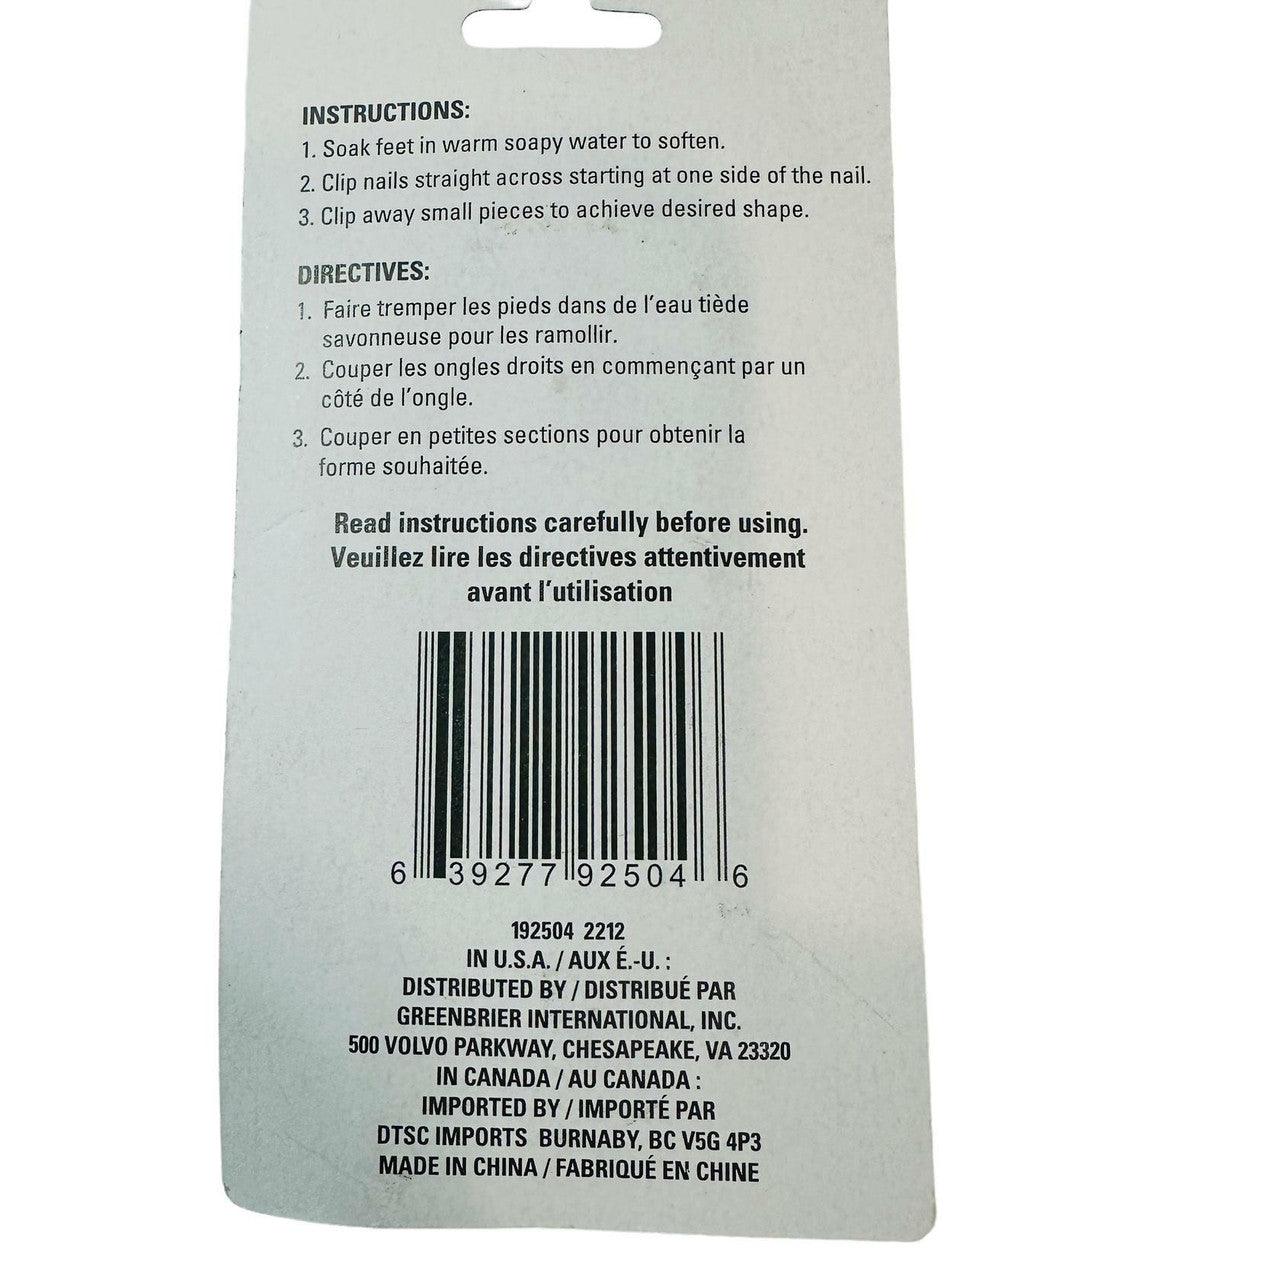 INSTRUCTIONS:
1. Soak feet in warm soapy water to soften.
2. Clip nails straight across starting at one side of the nail.
3. Clip away small pieces to achieve desired shape.
DIRECTIVES:
1. Faire tremper les pieds dans de l'eau tiède
savonneuse pour les ramollir.
2. Couper les ongles droits en commençant par un
côté de l'ongle.
3. Couper en petites sections pour obtenir la
forme souhaitée.
Read instructions carefully before using.
Veuillez lire les directives attentivement
avant l'utilisation
6 39277 92504 6
192504 2212
IN U.S.A. / AUX É.-U. :
DISTRIBUTED BY / DISTRIBUÉ PAR
GREENBRIER INTERNATIONAL, INC.
500 VOLVO PARKWAY, CHESAPEAKE, VA 23320
IN CANADA / AU CANADA :
IMPORTED BY / IMPORTÉ PAR
DTSC IMPORTS BURNABY, BC V5G 4P3
MADE IN CHINA / FABRIQUÉ EN CHINE